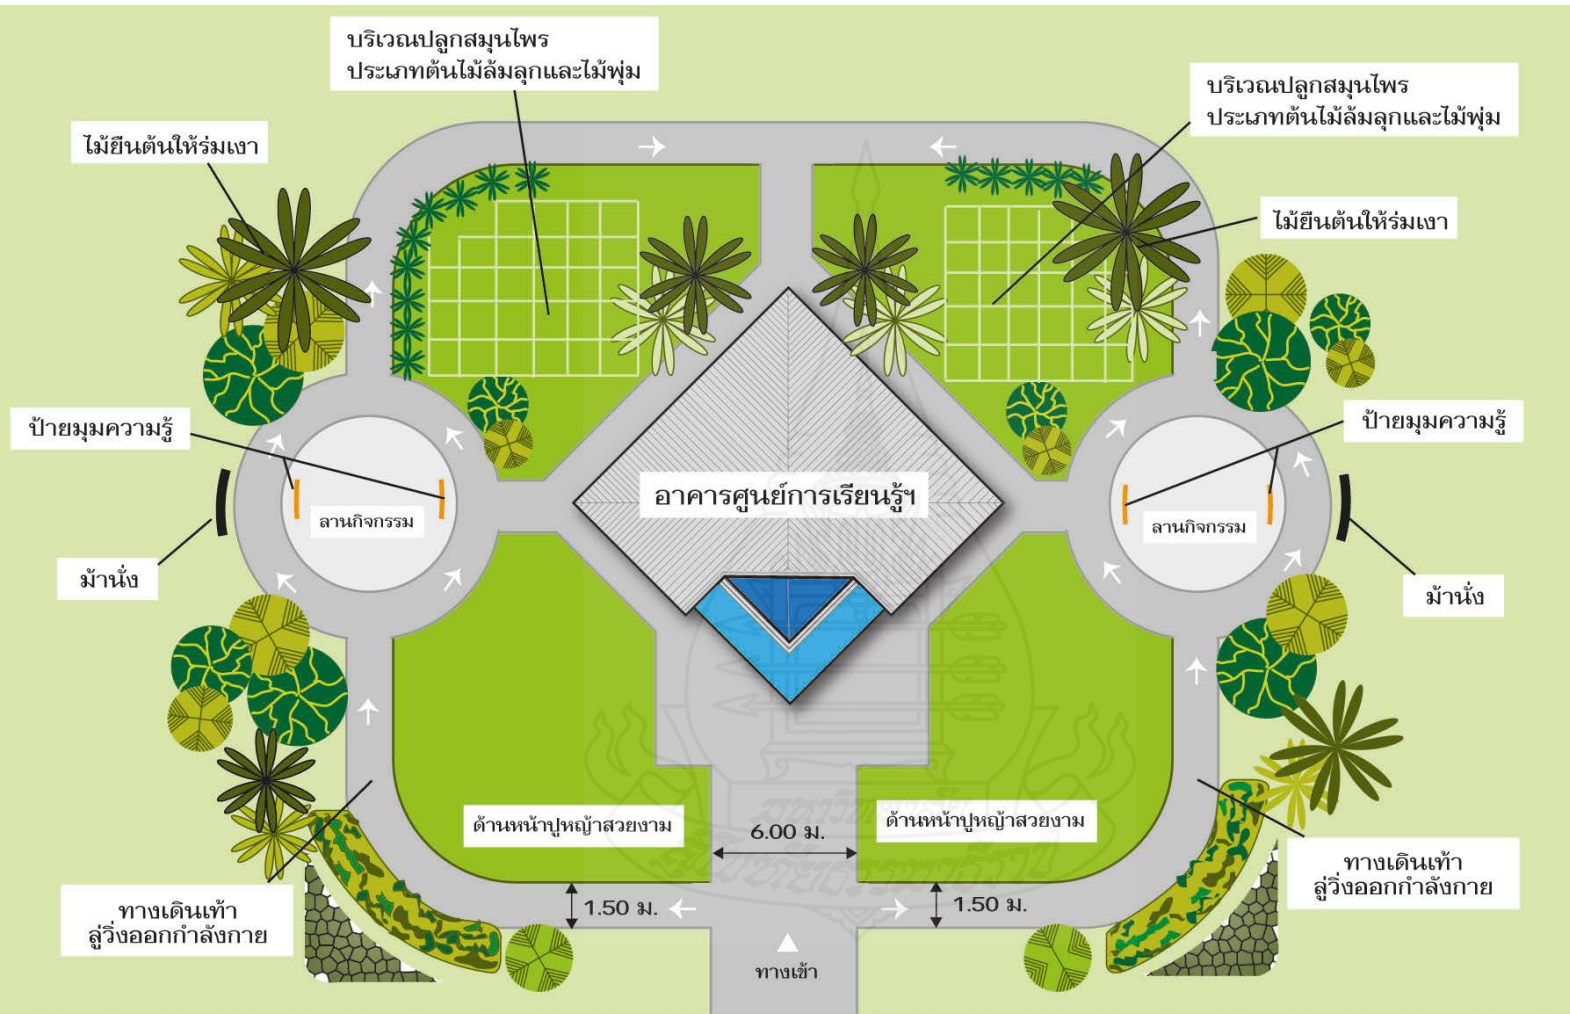 บริเวณปลูกสมุนไพร
ประเภทต้นไม้ล้มลุกและไม้พุ่ม
บริเวณปลูกสมุนไพร
ประเภทต้นไม้ล้มลุกและไม้พุ่ม
ไม้ยืนต้นให้ร่มเงา
ไม้ยืนต้นให้ร่มเงา
ป้ายมุมความรู้
ป้ายมุมความรู้
อาคารศูนย์การเรียนรู้ฯ
ลานกิจกรรม
ลานกิจกรรม
ม้านั่ง
ม้านั่ง
ด้านหน้าปูหญ้าสวยงาม
6.00 ม.
ด้านหน้าปูหญ้าสวยงาม
ทางเดินเท้า
ลู่วิ่งออกกำลังกาย
ทางเดินเท้า
ลู่วิ่งออกกำลังกาย
1.50 ม.
1.50 ม.
ทางเข้า